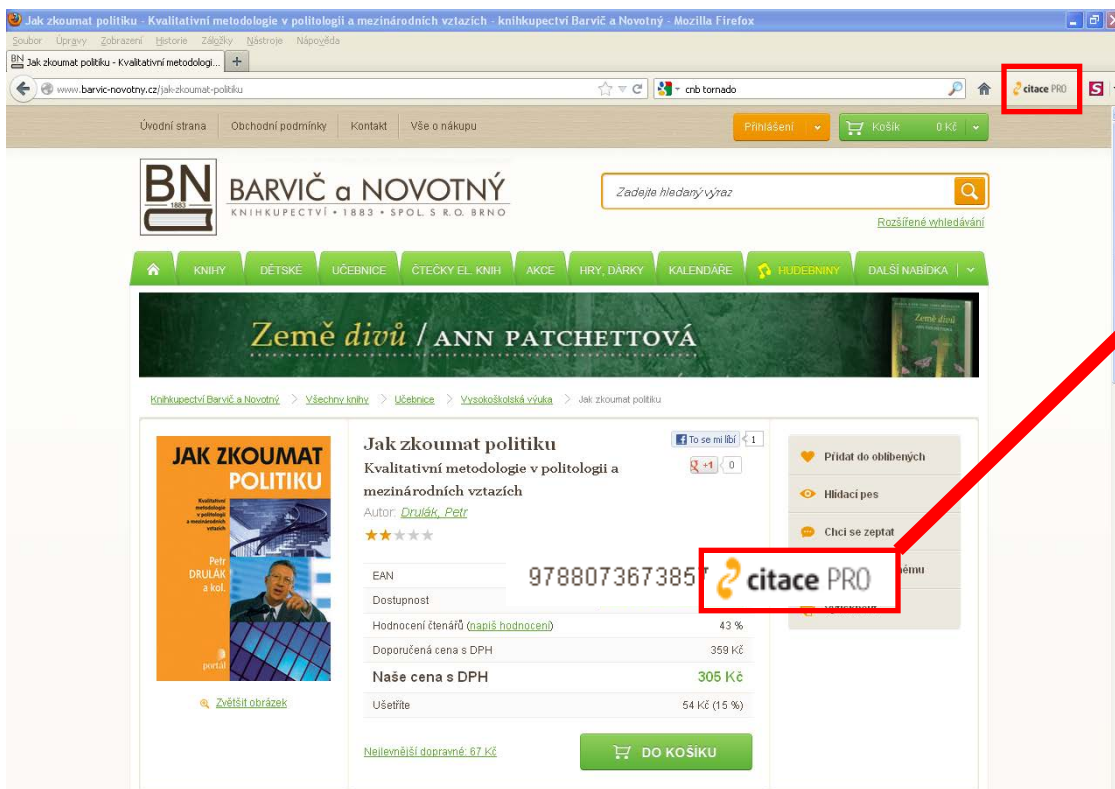 Jak zkoumat politiku - Kvalitativní metodologie v politologii a mezinárodních vztazích - knihkupectví Barvič a Novotný - Mozilla Firefox
Soubor Úpravy Zobrazení Historie Záložky Nástroje Nápověda
BN Jak zkoumat politiku - Kvalitativní metodologi... +
www.barvic-novotny.cz/jak-zkoumat-politiku
cnb tornado
citace PRO
S
Úvodní strana Obchodní podmínky Kontakt Vše o nákupu
Přihlášení Košík 0 Kč
BN
1883
BARVIČ a NOVOTNÝ
KNIHKUPECTVÍ • 1883 • SPOL. S R.O. BRNO
Zadejte hledaný výraz
Rozšířené vyhledávání
KNIHY DĚTSKÉ UČEBNICE ČTEČKY EL. KNIH AKCE HRY, DÁRKY KALENDÁŘE HUDEBNINY DALŠÍ NABÍDKA
Země divů / ANN PATCHETTOVÁ
Země divů
Knihkupectví Barvič a Novotný > Všechny knihy > Učebnice > Vysokoškolská výuka > Jak zkoumat politiku
JAK ZKOUMAT
POLITIKU
Kvalitativní
metodologie
v politologii
a mezinárodních
vztazích
Petr
DRULÁK
a kol.
portál
Zvětšit obrázek
Jak zkoumat politiku
Kvalitativní metodologie v politologii a
mezinárodních vztazích
Autor: Drulák, Petr
To se mi líbí 1
+1 0
EAN 9788073673857
citace PRO
Dostupnost
Hodnocení čtenářů (napiš hodnocení) 43 %
Doporučená cena s DPH 359 Kč
Naše cena s DPH 305 Kč
Ušetříte 54 Kč (15 %)
Nejlevnější dopravné: 67 Kč
DO KOŠÍKU
Přidat do oblíbených
Hlídací pes
Chci se zeptat